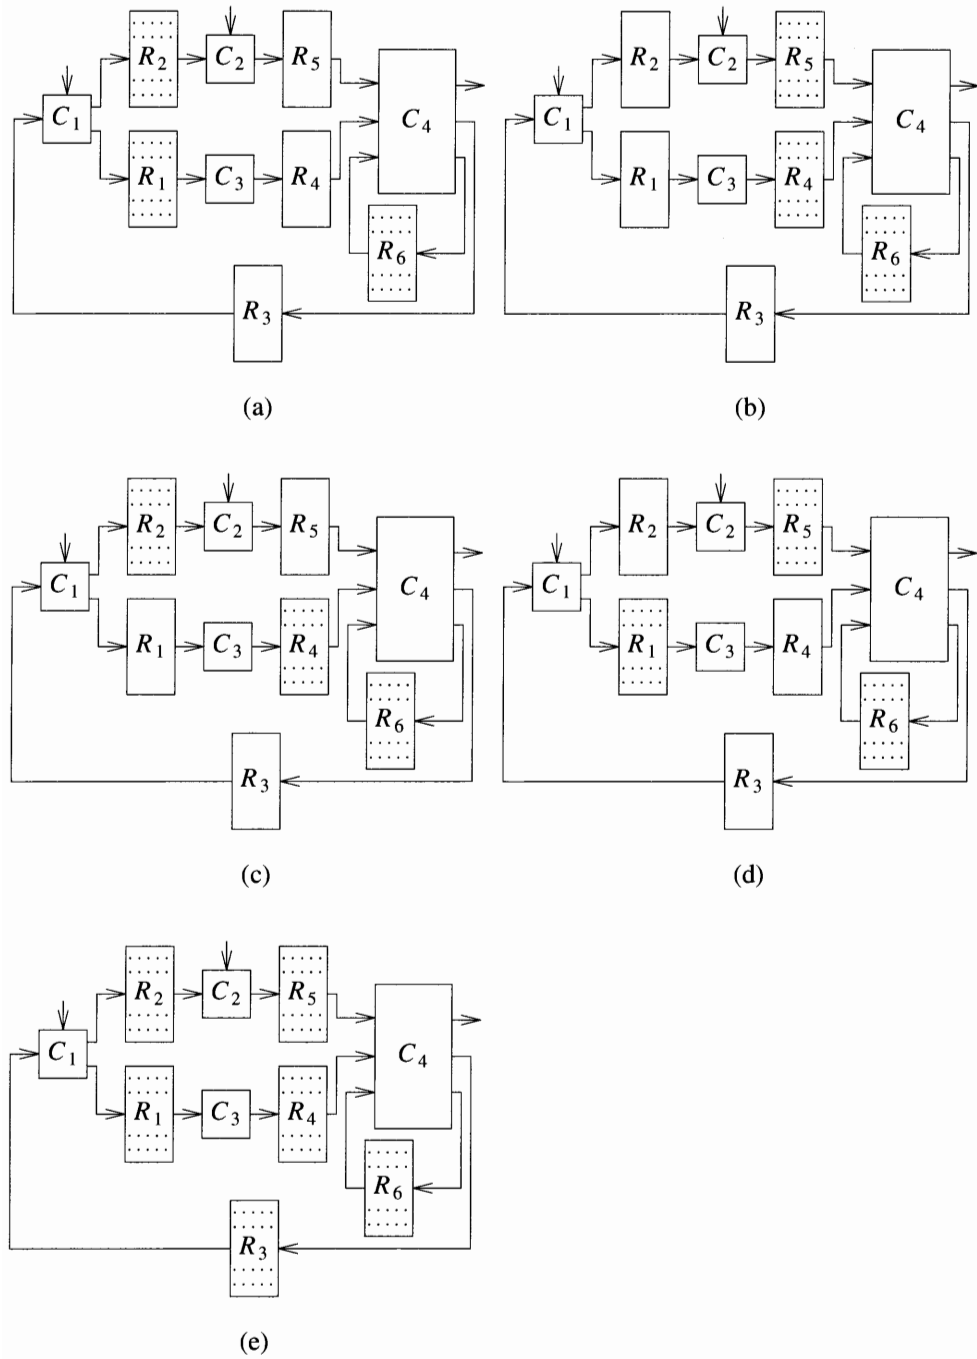 R2 C2 R5 R2 C2 R5
C1 C4 C1 C4
R1 C3 R4 R1 C3 R4
R6 R6
R3 R3
(a) (b)
R2 C2 R5 R2 C2 R5
C1 C4 C1 C4
R1 C3 R4 R1 C3 R4
R6 R6
R3 R3
(c) (d)
R2 C2 R5
C1 C4
R1 C3 R4
R6
R3
(e)